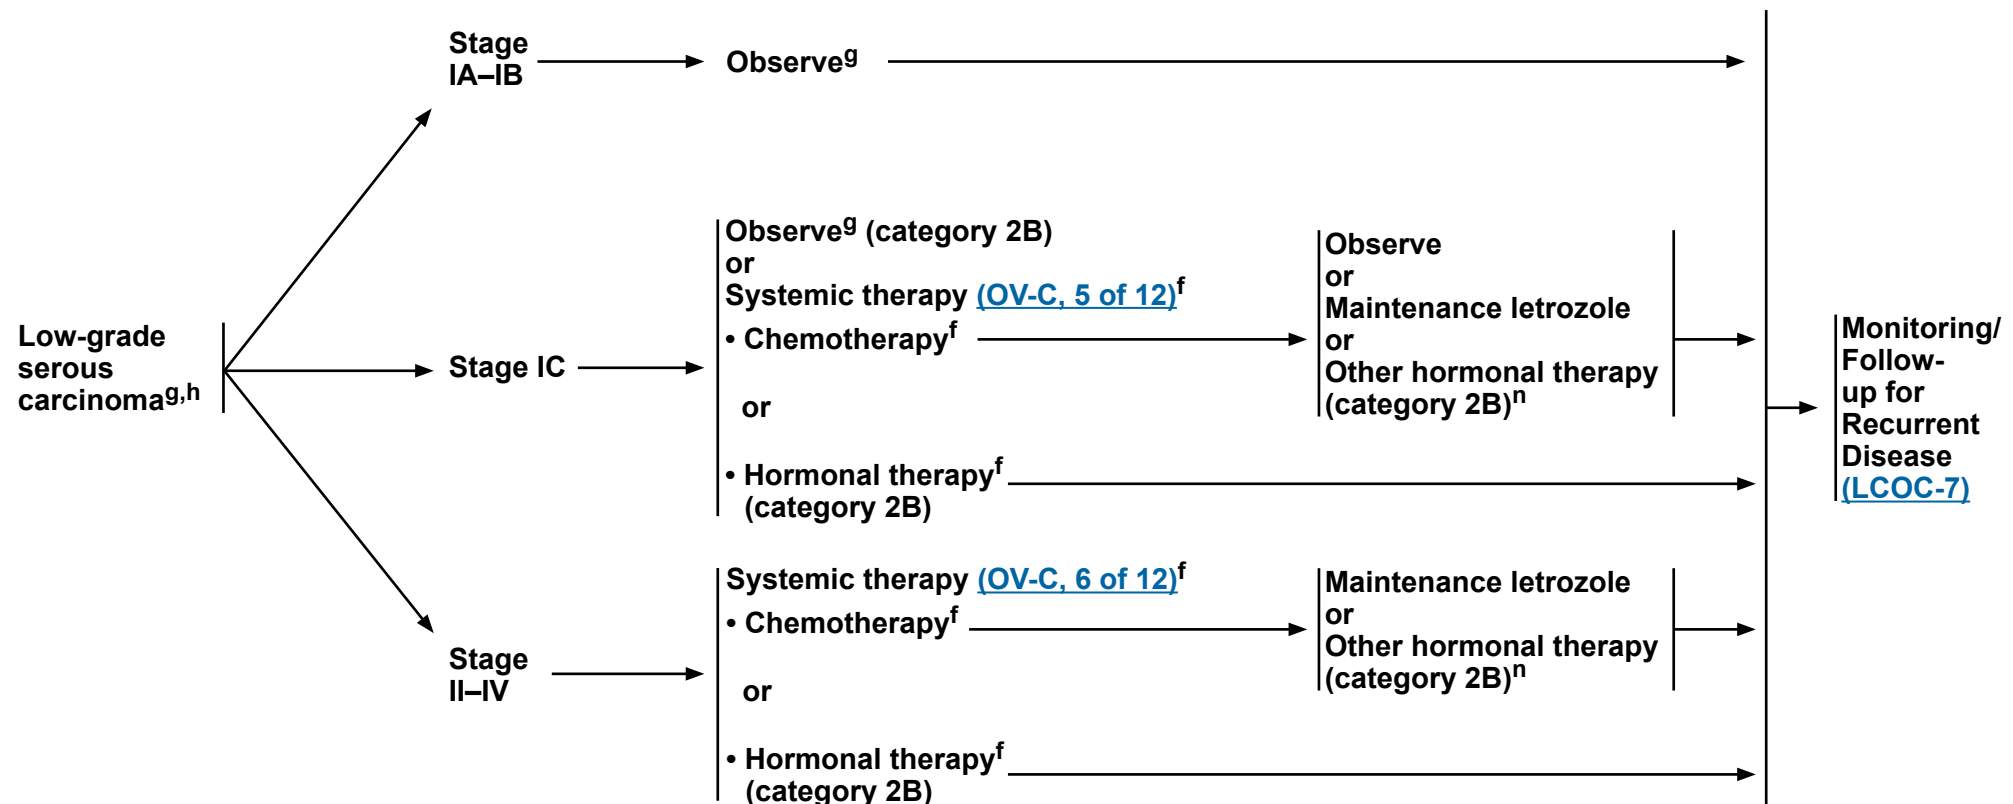 Stage
IA–IB
Observeg
Low-grade
serous
carcinomag,h
Stage IC
Observeg (category 2B)
or
Systemic therapy (OV-C, 5 of 12)f
• Chemotherapyf
or
• Hormonal therapyf
(category 2B)
Observe
or
Maintenance letrozole
or
Other hormonal therapy
(category 2B)n
Stage
II–IV
Systemic therapy (OV-C, 6 of 12)f
• Chemotherapyf
or
• Hormonal therapyf
(category 2B)
Maintenance letrozole
or
Other hormonal therapy
(category 2B)n
Monitoring/
Follow-
up for
Recurrent
Disease
(LCOC-7)